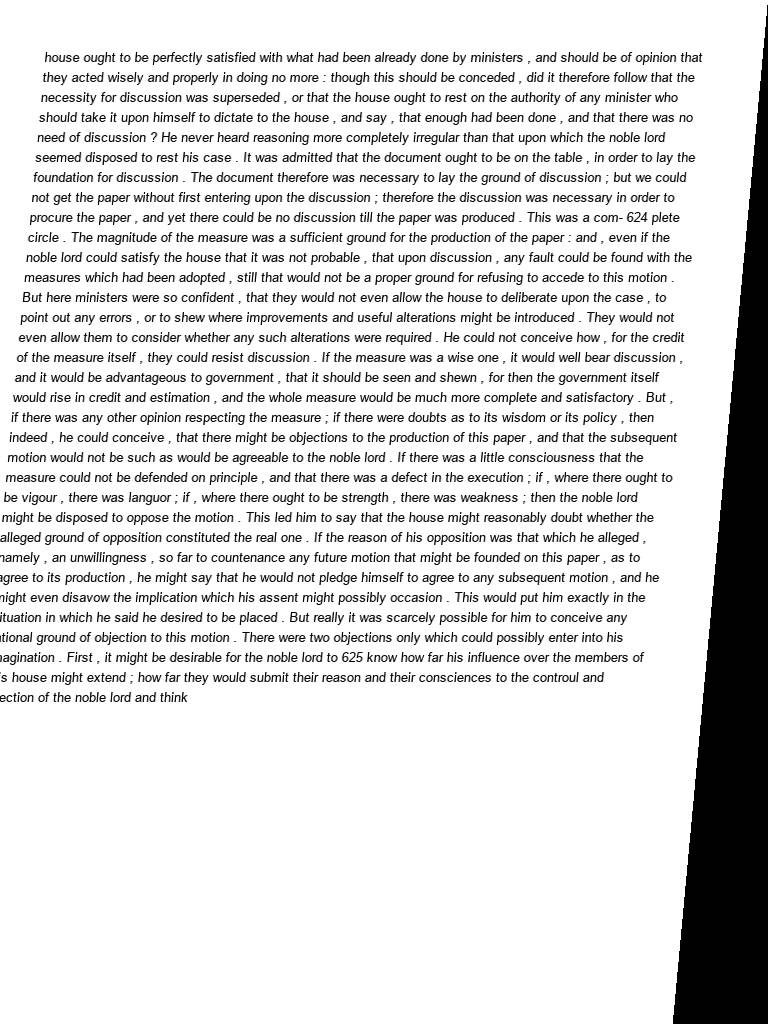 house ought to be perfectly satisfied with what had been already done by ministers , and should be of opinion that
they acted wisely and properly in doing no more : though this should be conceded , did it therefore follow that the
necessity for discussion was superseded , or that the house ought to rest on the authority of any minister who
should take it upon himself to dictate to the house , and say , that enough had been done , and that there was no
need of discussion ? He never heard reasoning more completely irregular than that upon which the noble lord
seemed disposed to rest his case . It was admitted that the document ought to be on the table , in order to lay the
foundation for discussion . The document therefore was necessary to lay the ground of discussion ; but we could
not get the paper without first entering upon the discussion ; therefore the discussion was necessary in order to
procure the paper , and yet there could be no discussion till the paper was produced . This was a com- 624 plete
circle . The magnitude of the measure was a sufficient ground for the production of the paper : and , even if the
noble lord could satisfy the house that it was not probable , that upon discussion , any fault could be found with the
measures which had been adopted , still that would not be a proper ground for refusing to accede to this motion .
But here ministers were so confident , that they would not even allow the house to deliberate upon the case , to
point out any errors , or to shew where improvements and useful alterations might be introduced . They would not
even allow them to consider whether any such alterations were required . He could not conceive how , for the credit
of the measure itself , they could resist discussion . If the measure was a wise one , it would well bear discussion ,
and it would be advantageous to government , that it should be seen and shewn , for then the government itself
would rise in credit and estimation , and the whole measure would be much more complete and satisfactory . But ,
if there was any other opinion respecting the measure ; if there were doubts as to its wisdom or its policy , then
indeed , he could conceive , that there might be objections to the production of this paper , and that the subsequent
motion would not be such as would be agreeable to the noble lord . If there was a little consciousness that the
measure could not be defended on principle , and that there was a defect in the execution ; if , where there ought to
be vigour , there was languor ; if , where there ought to be strength , there was weakness ; then the noble lord
might be disposed to oppose the motion . This led him to say that the house might reasonably doubt whether the
alleged ground of opposition constituted the real one . If the reason of his opposition was that which he alleged ,
namely , an unwillingness , so far to countenance any future motion that might be founded on this paper , as to
agree to its production , he might say that he would not pledge himself to agree to any subsequent motion , and he
might even disavow the implication which his assent might possibly occasion . This would put him exactly in the
ituation in which he said he desired to be placed . But really it was scarcely possible for him to conceive any
ational ground of objection to this motion . There were two objections only which could possibly enter into his
nagination . First , it might be desirable for the noble lord to 625 know how far his influence over the members of
s house might extend ; how far they would submit their reason and their consciences to the controul and
ection of the noble lord and think